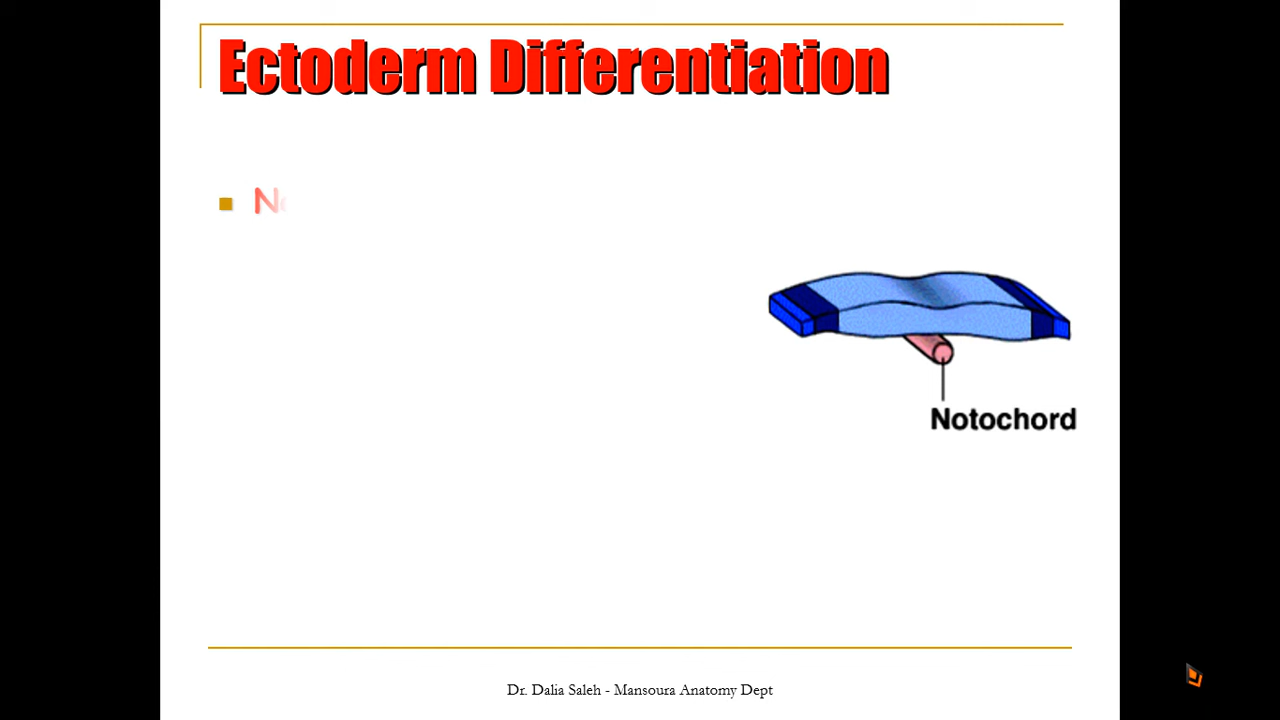 Ectoderm Differentiation
Notochord
Dr. Dalia Saleh - Mansoura Anatomy Dept